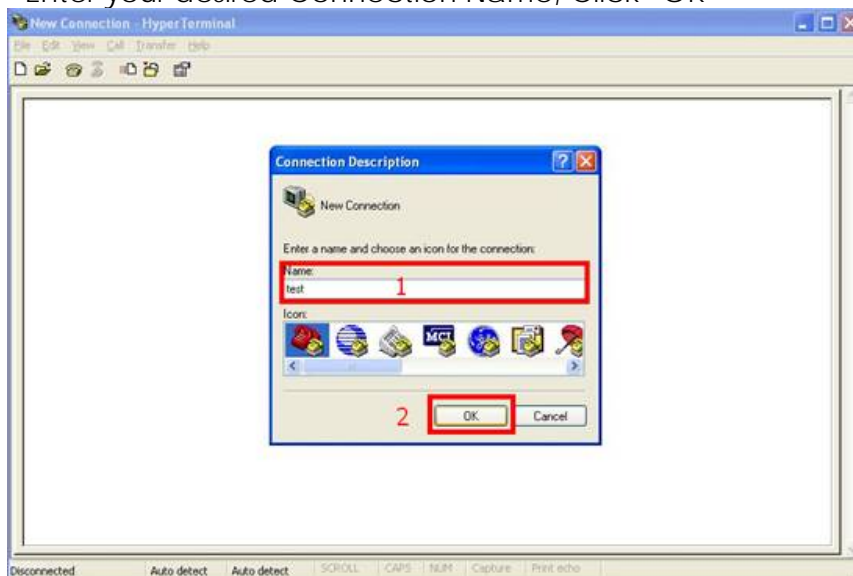 Enter your desired Connection Name, Click "OK"
New Connection - HyperTerminal
File Edit View Call Transfer Help
Connection Description
New Connection
Enter a name and choose an icon for the connection:
Name:
test
1
Icon:
MCI
2
OK
Cancel
Disconnected
Auto detect
Auto detect
SCROLL
CAPS
NUM
Capture
Print echo